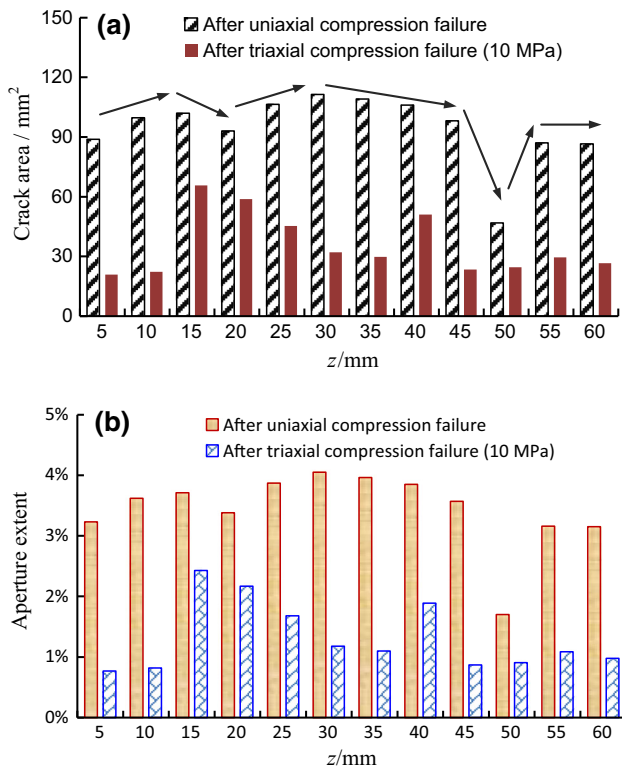 (a)
After uniaxial compression failure
After triaxial compression failure (10 MPa)
Crack area / mm²
150
120
90
60
30
0
5 10 15 20 25 30 35 40 45 50 55 60
z/mm
(b)
After uniaxial compression failure
After triaxial compression failure (10 MPa)
Aperture extent
5%
4%
3%
2%
1%
0%
5 10 15 20 25 30 35 40 45 50 55 60
z/mm